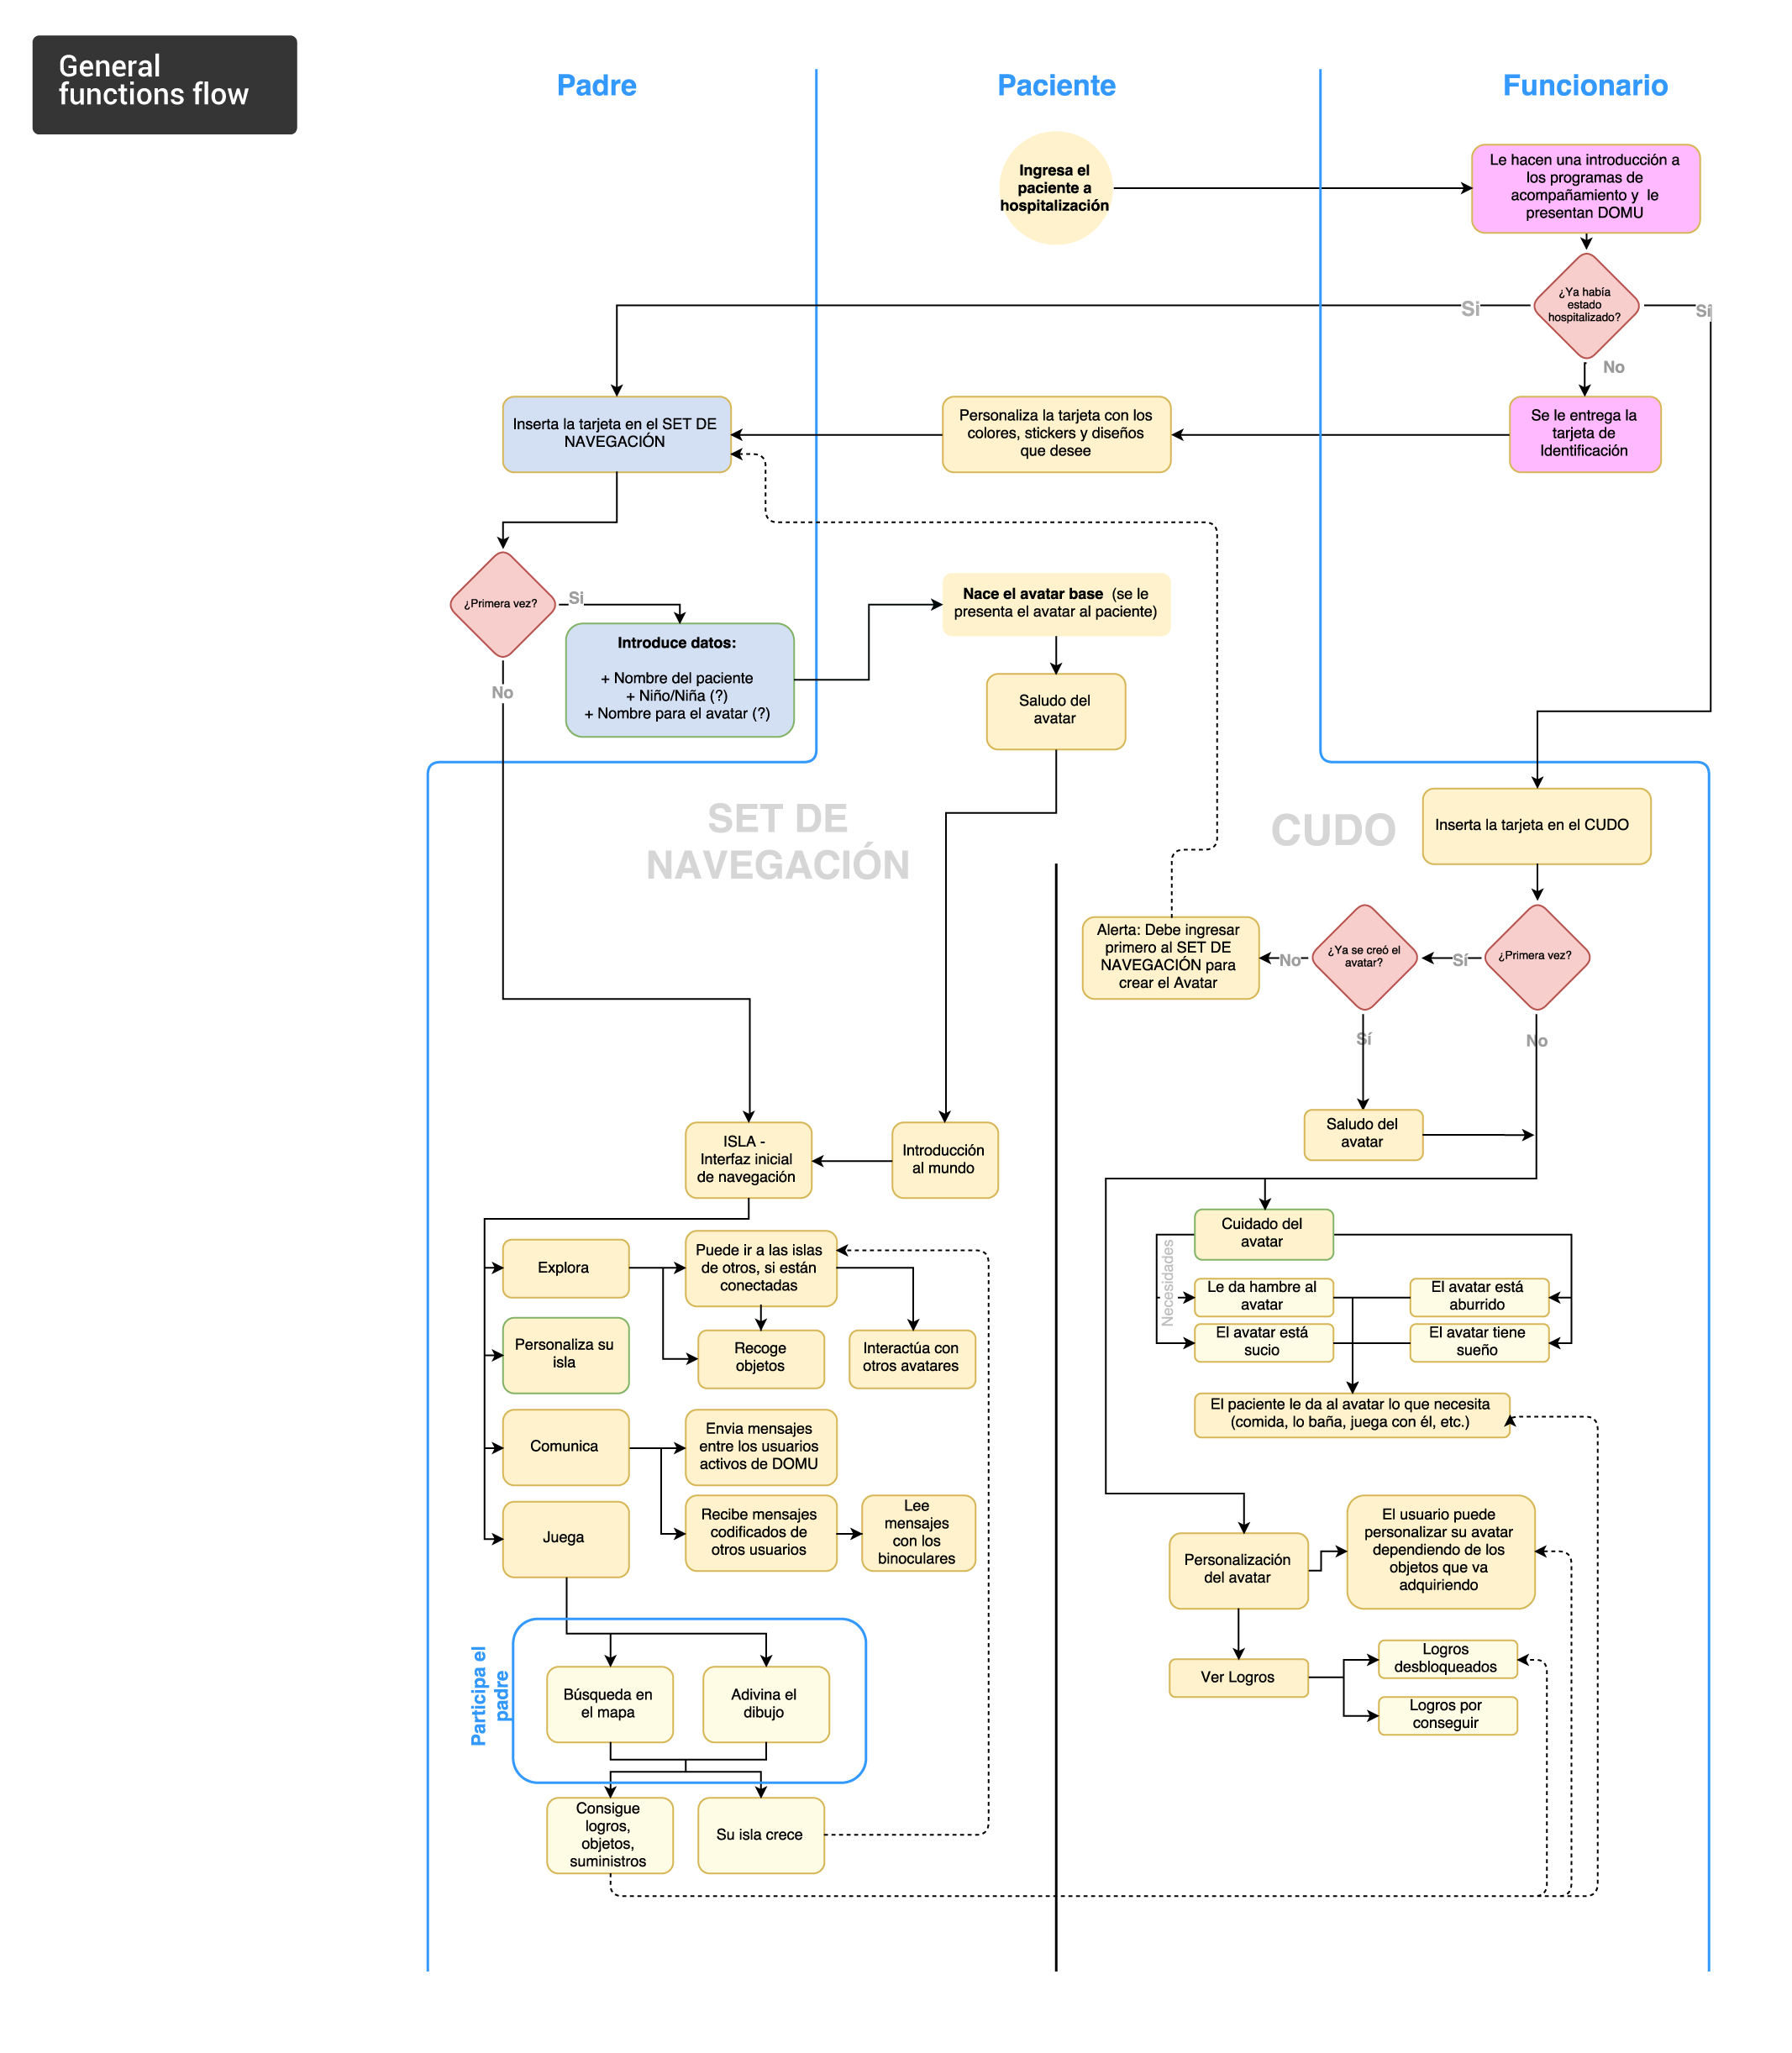 General
functions flow
Padre
Paciente
Funcionario
Ingresa el
paciente a
hospitalización
Le hacen una introducción a
los programas de
acompañamiento y le
presentan DOMU
¿Ya había
estado
hospitalizado?
Si
Sí
No
Inserta la tarjeta en el SET DE
NAVEGACIÓN
Personaliza la tarjeta con los
colores, stickers y diseños
que desee
Se le entrega la
tarjeta de
Identificación
¿Primera vez?
Si
No
Introduce datos:
+ Nombre del paciente
+ Niño/Niña (?)
+ Nombre para el avatar (?)
Nace el avatar base (se le
presenta el avatar al paciente)
Saludo del
avatar
SET DE
NAVEGACIÓN
CUDO
Inserta la tarjeta en el CUDO
Alerta: Debe ingresar
primero al SET DE
NAVEGACIÓN para
crear el Avatar
No
¿Ya se creó el
avatar?
Sí
¿Primera vez?
Sí
No
Saludo del
avatar
ISLA -
Interfaz inicial
de navegación
Introducción
al mundo
Explora
Puede ir a las islas
de otros, si están
conectadas
Personaliza su
isla
Recoge
objetos
Interactúa con
otros avatares
Comunica
Envia mensajes
entre los usuarios
activos de DOMU
Juega
Recibe mensajes
codificados de
otros usuarios
Lee
mensajes
con los
binoculares
Participa el
padre
Búsqueda en
el mapa
Adivina el
dibujo
Consigue
logros,
objetos,
suministros
Su isla crece
Cuidado del
avatar
Necesidades
Le da hambre al
avatar
El avatar está
aburrido
El avatar está
sucio
El avatar tiene
sueño
El paciente le da al avatar lo que necesita
(comida, lo baña, juega con él, etc.)
Personalización
del avatar
El usuario puede
personalizar su avatar
dependiendo de los
objetos que va
adquiriendo
Ver Logros
Logros
desbloqueados
Logros por
conseguir